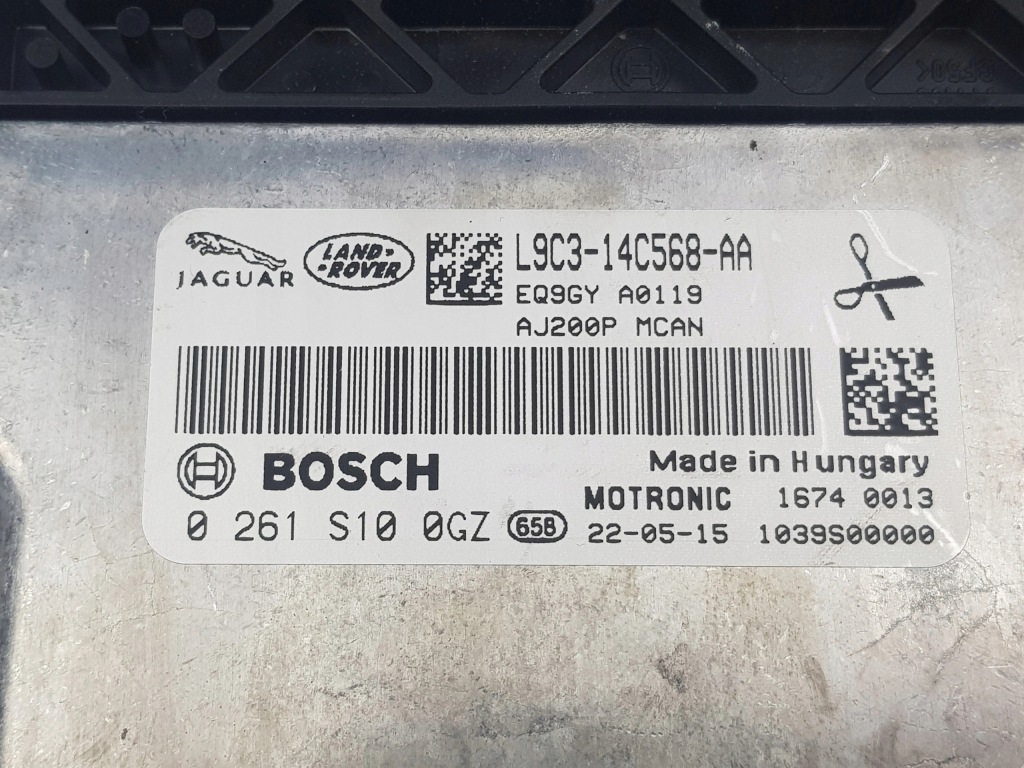 JAGUAR
LAND-
-ROVER
L9C3-14C568-AA
EQ9GY A0119
AJ200P MCAN
BOSCH
Made in Hungary
MOTRONIC 1674 0013
0 261 S10 0GZ 65B 22-05-15 1039S00000